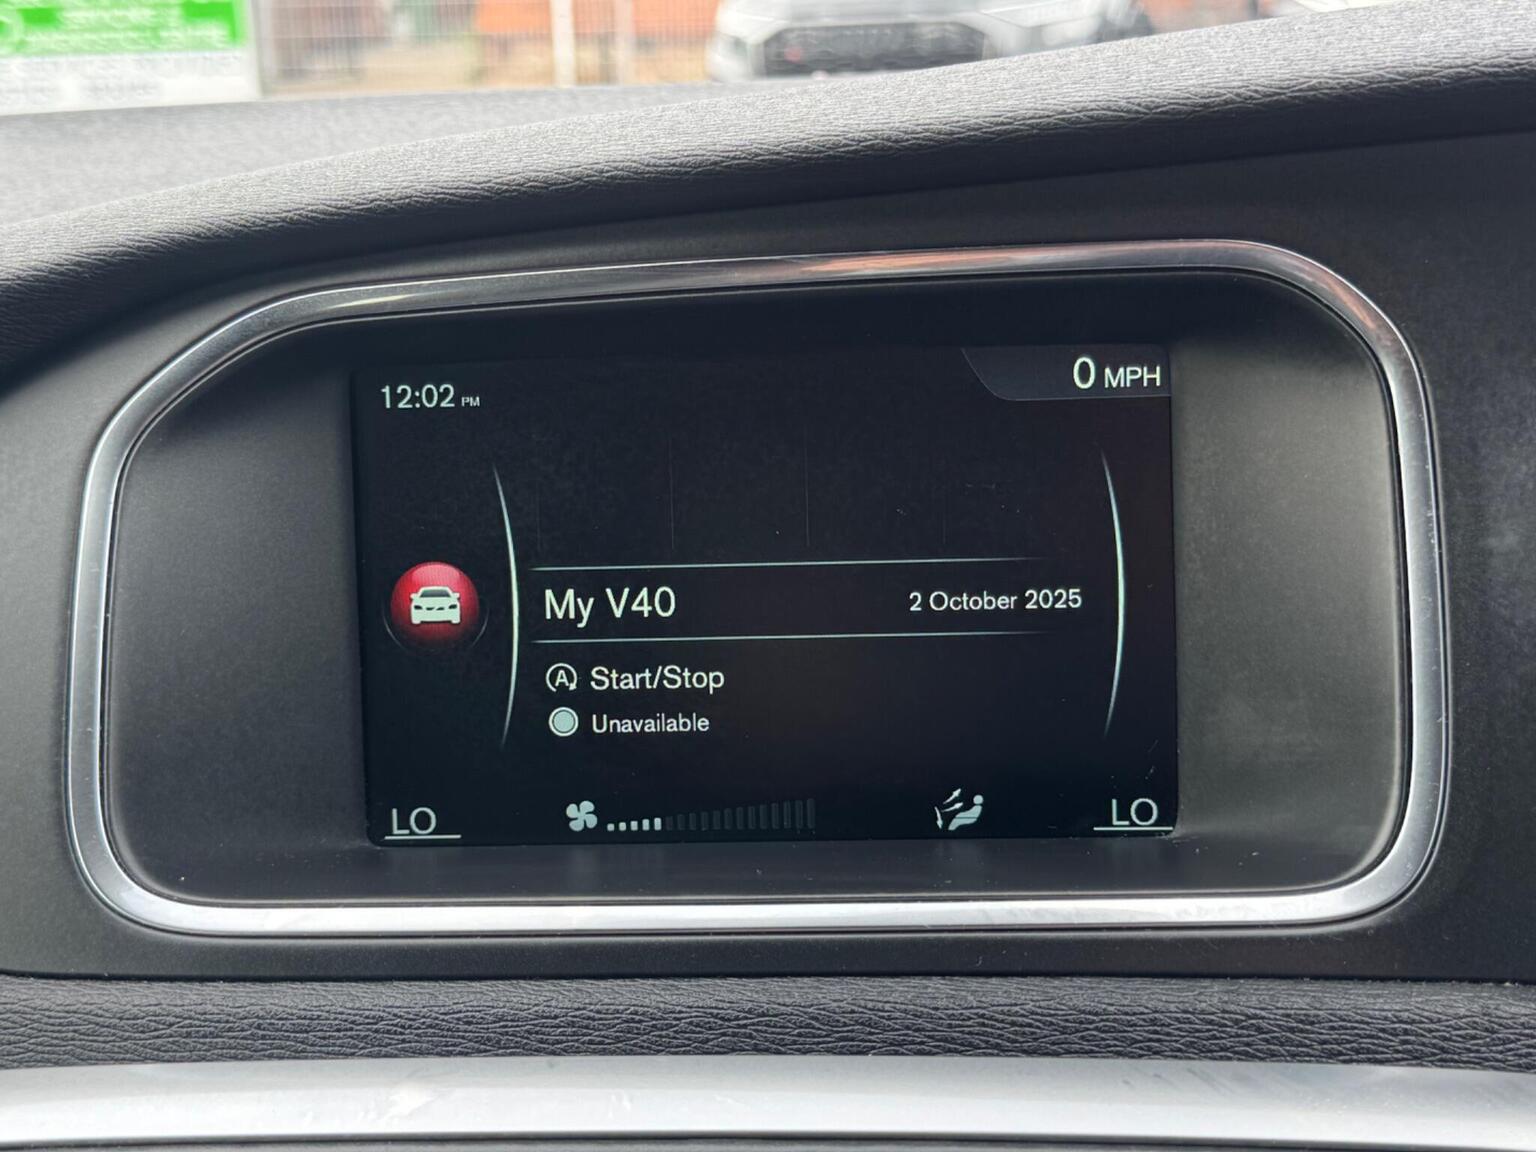 12:02 PM
0 MPH
My V40
2 October 2025
A Start/Stop
Unavailable
LO
LO